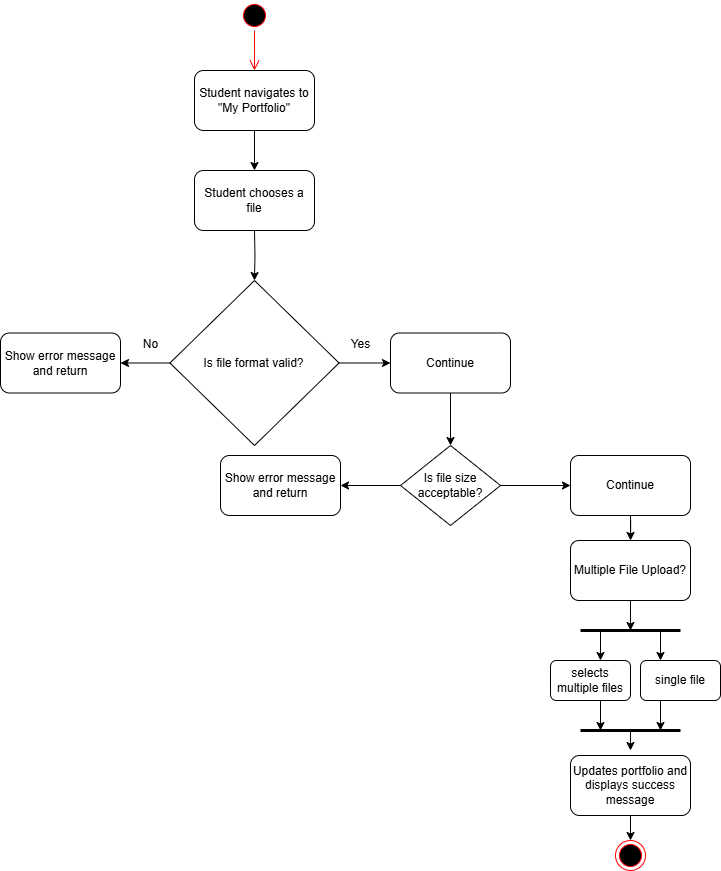 Student navigates to
"My Portfolio"
Student chooses a
file
Is file format valid?
No
Yes
Show error message
and return
Continue
Is file size
acceptable?
Show error message
and return
Continue
Multiple File Upload?
selects
multiple files
single file
Updates portfolio and
displays success
message